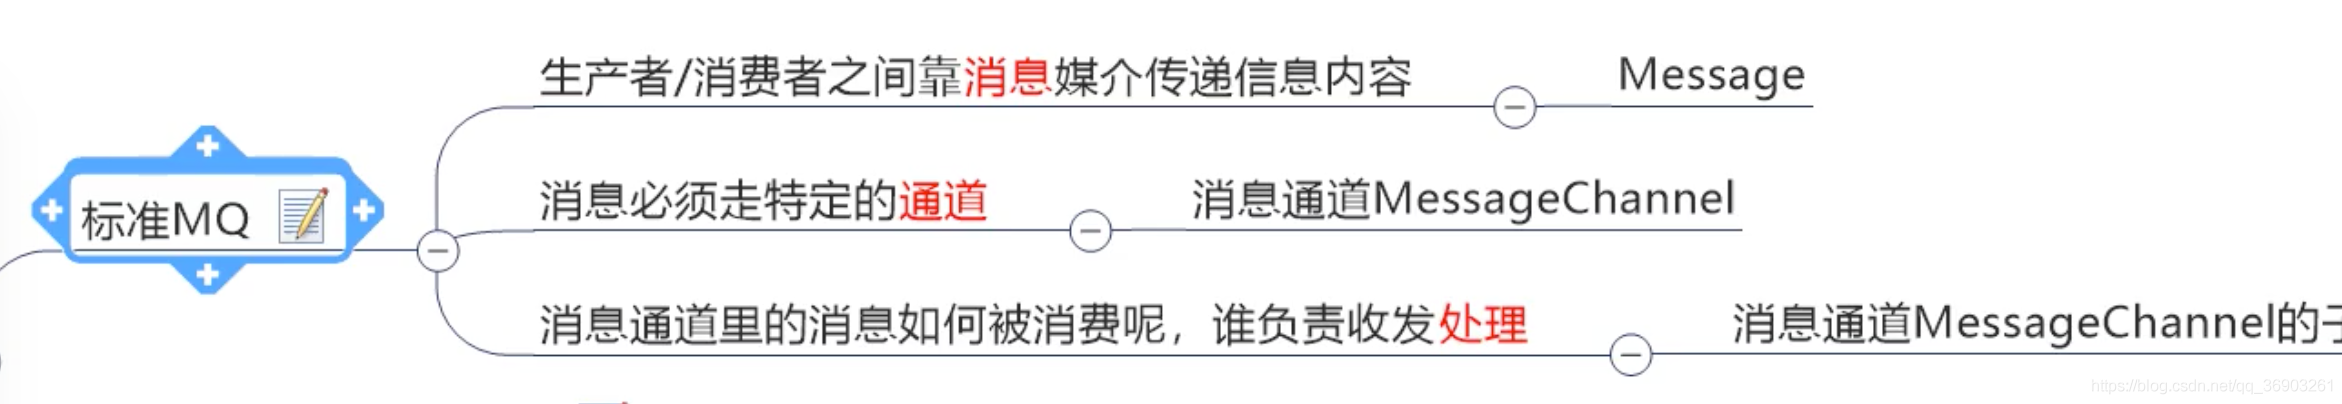 生产者/消费者之间靠消息媒介传递信息内容 Message
标准MQ
消息必须走特定的通道 消息通道MessageChannel
消息通道里的消息如何被消费呢，谁负责收发处理 消息通道MessageChannel的
https://blog.csdn.net/qq_36903261